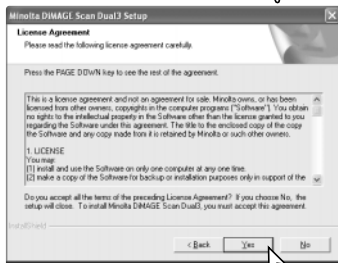 Minolta DiMAGE Scan Dual3 Setup
License Agreement
Please read the following license agreement carefully.
Press the PAGE DOWN key to see the rest of the agreement.
This is a license agreement and not an agreement for sale. Minolta owns, or has been
licensed from other owners, copyrights in the computer programs ("Software"). You obtain
no rights to the intellectual property in the Software other than the license granted to you
regarding the Software under this agreement. The title to the enclosed copy of the copy
the Software and any copy made from it is retained by Minolta or such other owners.
1. LICENSE
You may:
[1] install and use the Software on only one computer at any one time.
[2] make a copy of the Software for backup or installation purposes only in support of the
Do you accept all the terms of the preceding License Agreement? If you choose No, the
setup will close. To install Minolta DiMAGE Scan Dual3, you must accept this agreement.
InstallShield
< Back
Yes
No